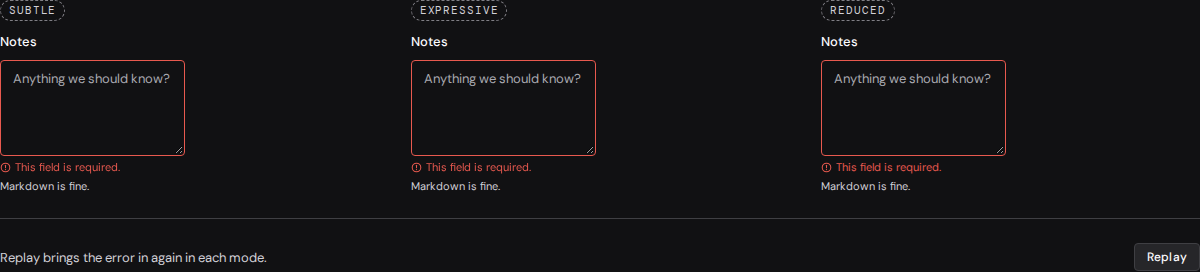 SUBTLE EXPRESSIVE REDUCED
Notes Notes Notes
Anything we should know? Anything we should know? Anything we should know?
This field is required. This field is required. This field is required.
Markdown is fine. Markdown is fine. Markdown is fine.
Replay brings the error in again in each mode. Replay